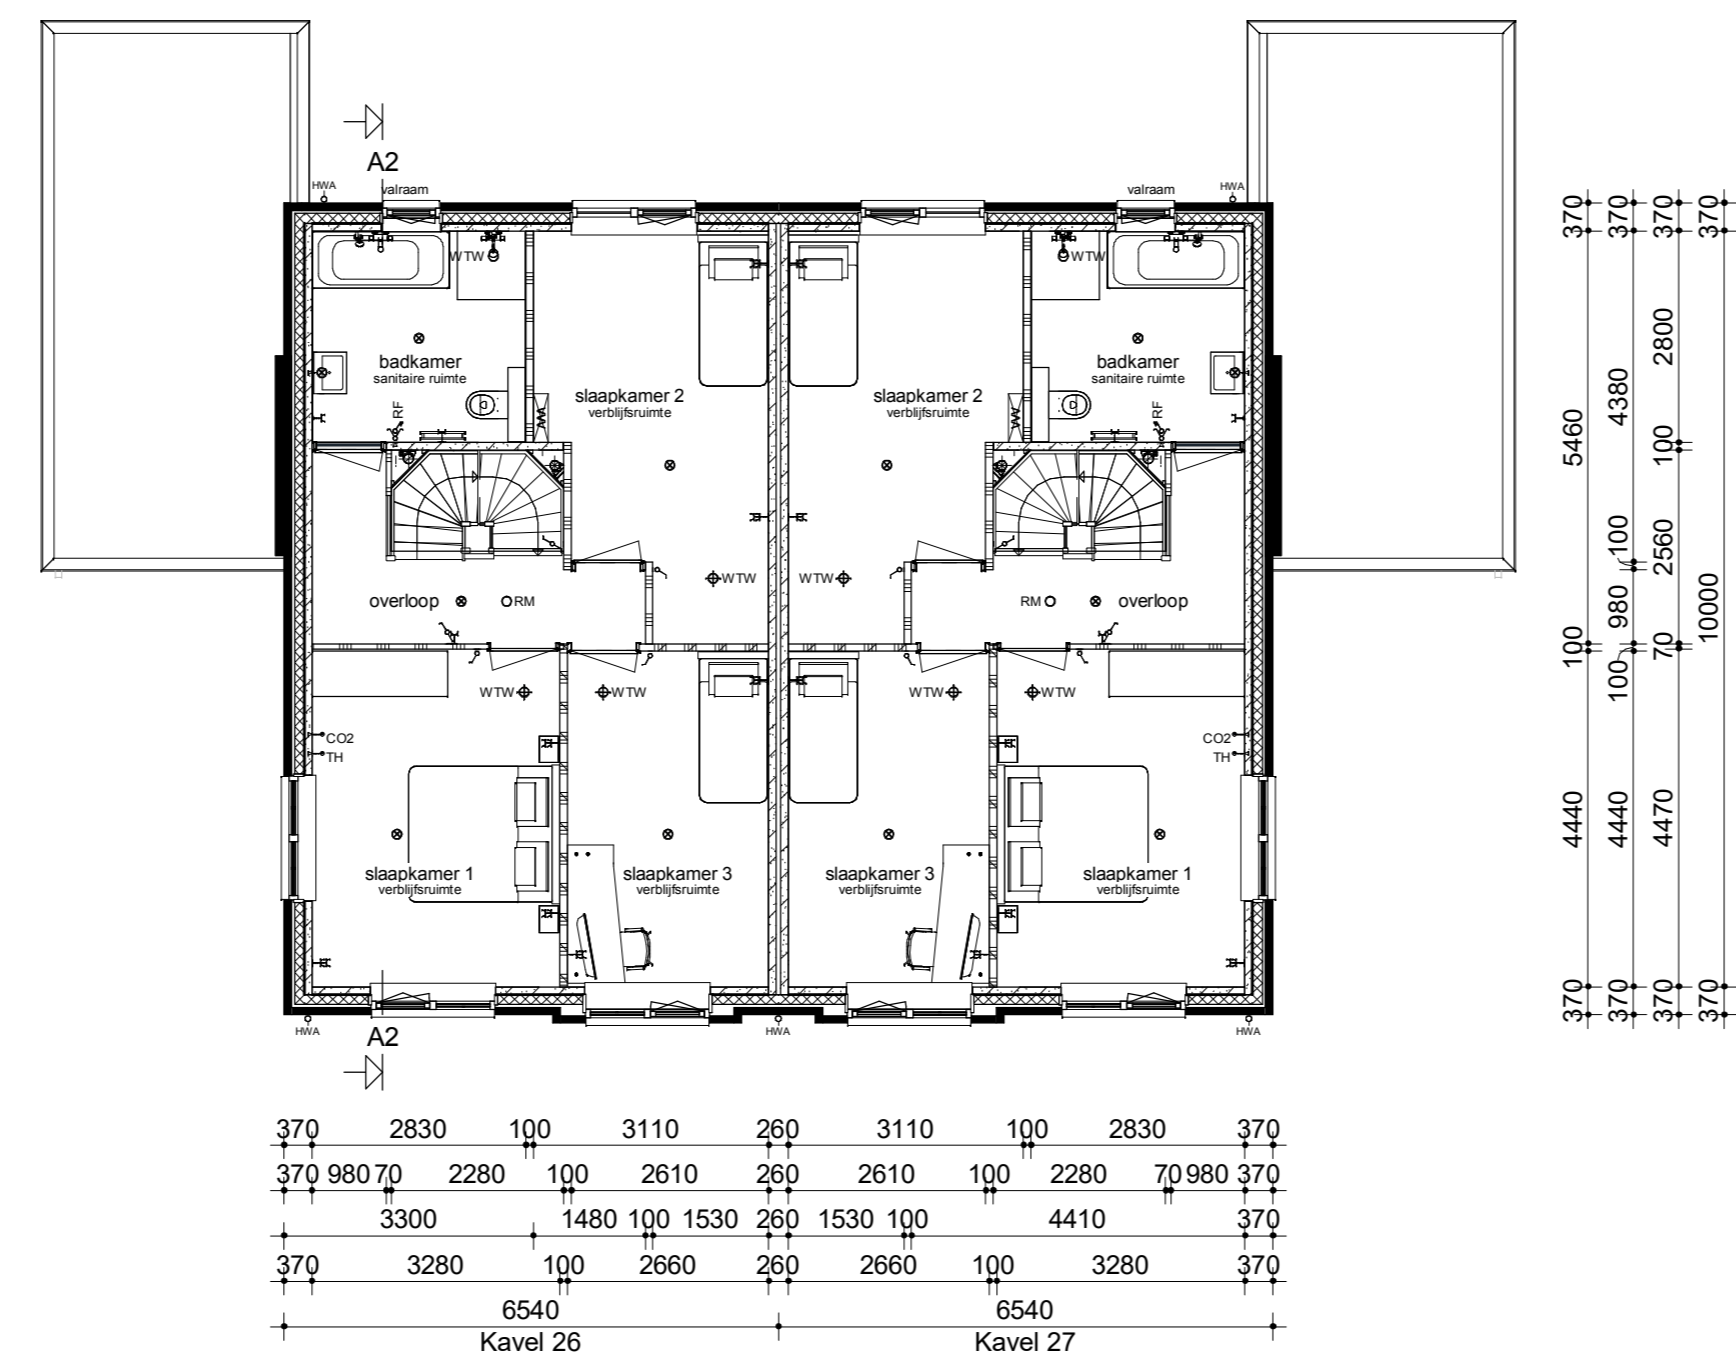 A2
HWA
valraam
valraam
HWA
WTW
WTW
badkamer
sanitaire ruimte
badkamer
sanitaire ruimte
slaapkamer 2
verblijfsruimte
slaapkamer 2
verblijfsruimte
RF
RF
WTW
WTW
overloop
RM
RM
overloop
WTW
WTW
WTW
WTW
CO2
TH
CO2
TH
slaapkamer 1
verblijfsruimte
slaapkamer 3
verblijfsruimte
slaapkamer 3
verblijfsruimte
slaapkamer 1
verblijfsruimte
HWA
HWA
HWA
A2
370 5460 100 4440 370
370 4380 100 980 100 4440 370
370 2800 100 2560 70 4470 370
370 10000 370
370 2830 100 3110 260 3110 100 2830 370
370 980 70 2280 100 2610 260 2610 100 2280 70 980 370
3300 1480 100 1530 260 1530 100 4410 370
370 3280 100 2660 260 2660 100 3280 370
6540 6540
Kavel 26 Kavel 27